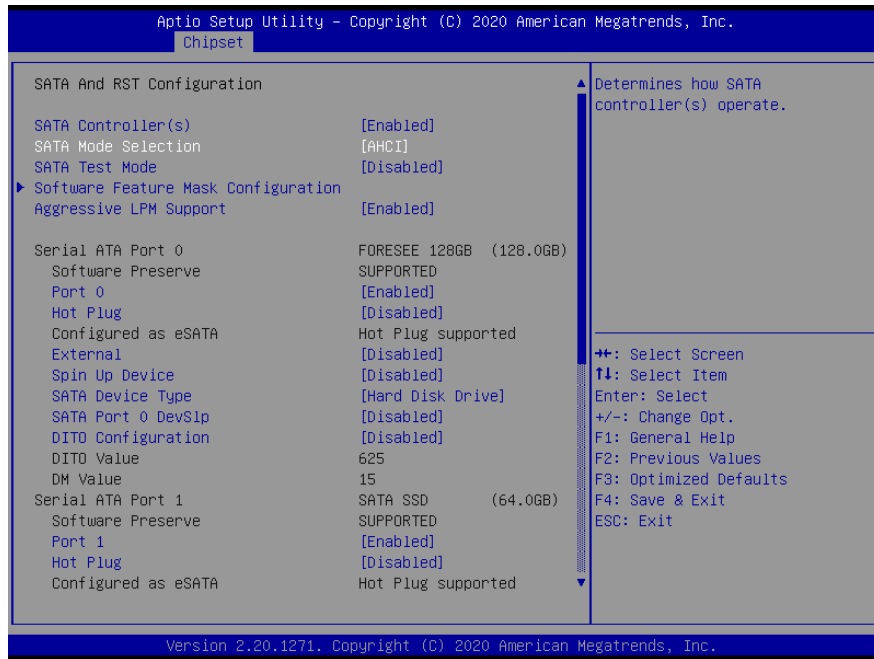 Aptio Setup Utility – Copyright (C) 2020 American Megatrends, Inc.
Chipset
SATA And RST Configuration
SATA Controller(s) [Enabled]
SATA Mode Selection [AHCI]
SATA Test Mode [Disabled]
Software Feature Mask Configuration
Aggressive LPM Support [Enabled]
Serial ATA Port 0 FORESEE 128GB (128.0GB)
Software Preserve SUPPORTED
Port 0 [Enabled]
Hot Plug [Disabled]
Configured as eSATA Hot Plug supported
External [Disabled]
Spin Up Device [Disabled]
SATA Device Type [Hard Disk Drive]
SATA Port 0 DevSlp [Disabled]
DITO Configuration [Disabled]
DITO Value 625
DM Value 15
Serial ATA Port 1 SATA SSD (64.0GB)
Software Preserve SUPPORTED
Port 1 [Enabled]
Hot Plug [Disabled]
Configured as eSATA Hot Plug supported
Determines how SATA
controller(s) operate.
→←: Select Screen
↑↓: Select Item
Enter: Select
+/-: Change Opt.
F1: General Help
F2: Previous Values
F3: Optimized Defaults
F4: Save & Exit
ESC: Exit
Version 2.20.1271. Copyright (C) 2020 American Megatrends, Inc.